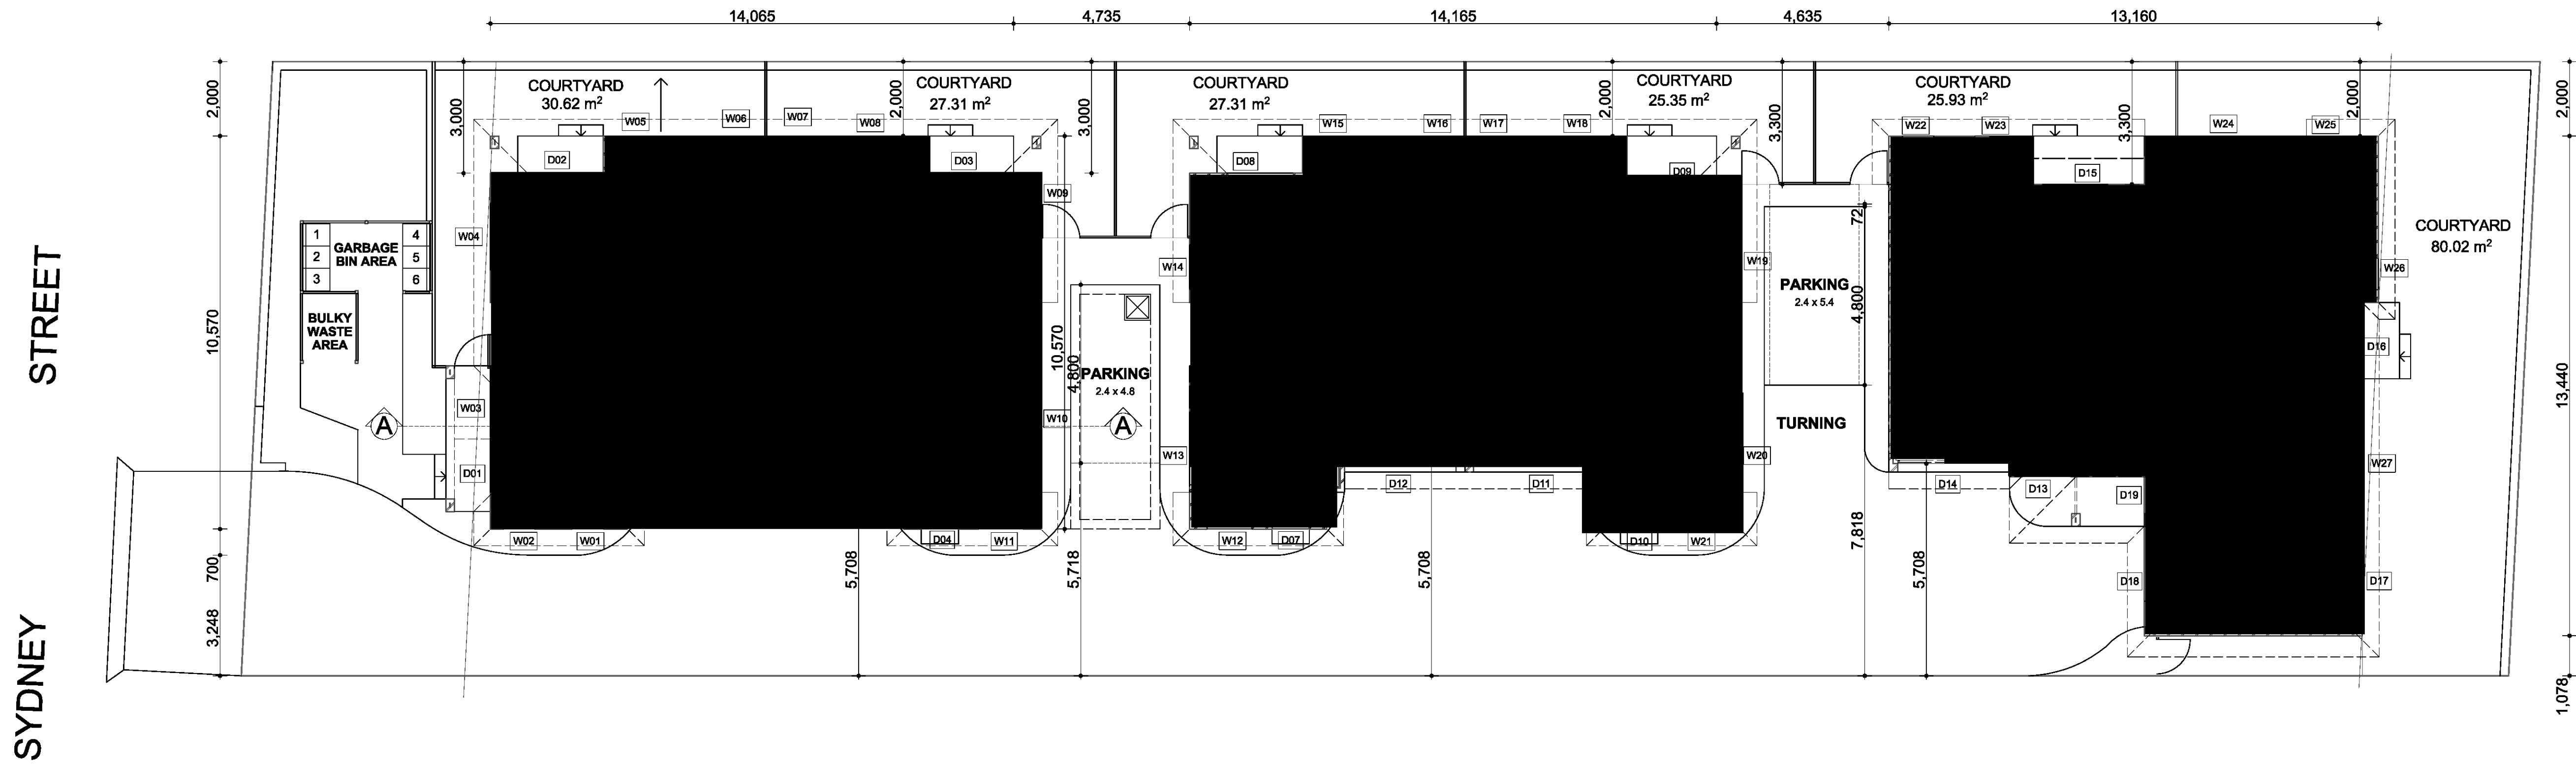 14,065
4,735
14,165
4,635
13,160
2,000
3,000
COURTYARD
30.62 m²
2,000
COURTYARD
27.31 m²
3,000
COURTYARD
27.31 m²
2,000
COURTYARD
25.35 m²
3,300
COURTYARD
25.93 m²
3,300
2,000
2,000
W05
W06
W07
W08
W15
W16
W17
W18
W22
W23
W24
W25
D02
D03
D08
D09
D15
W09
W04
W14
W19
W26
COURTYARD
80.02 m²
1
2
3
GARBAGE
BIN AREA
4
5
6
BULKY
WASTE
AREA
STREET
10,570
10,570
4,800
PARKING
2.4 x 4.8
72
PARKING
2.4 x 5.4
4,800
TURNING
D16
13,440
W03
A
W10
A
D01
W13
W20
W27
D12
D11
D14
D13
D19
W02
W01
D04
W11
W12
D07
D10
W21
D18
D17
700
3,248
5,708
5,718
5,708
7,818
5,708
1,078
SYDNEY